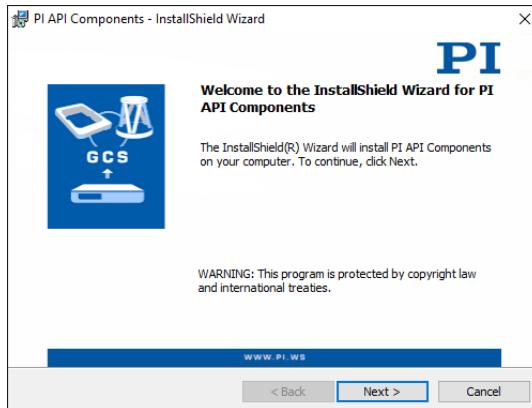 PI API Components - InstallShield Wizard
PI
Welcome to the InstallShield Wizard for PI
API Components
The InstallShield(R) Wizard will install PI API Components
on your computer. To continue, click Next.
GCS
WARNING: This program is protected by copyright law
and international treaties.
WWW.PI.WS
< Back
Next >
Cancel